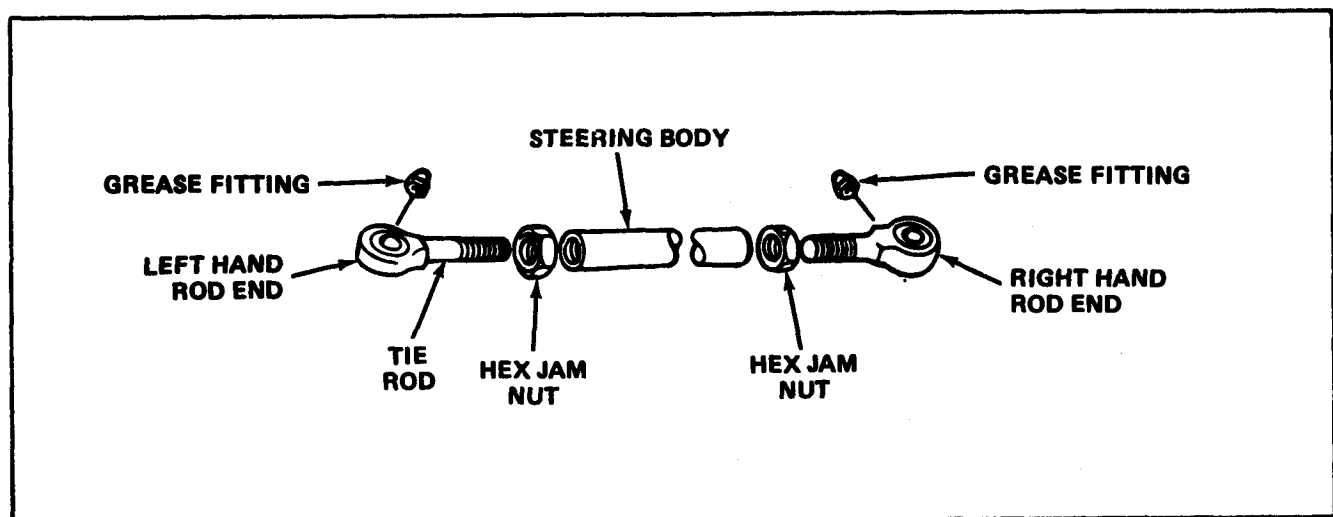 STEERING BODY
GREASE FITTING
GREASE FITTING
LEFT HAND
ROD END
RIGHT HAND
ROD END
TIE
ROD
HEX JAM
NUT
HEX JAM
NUT